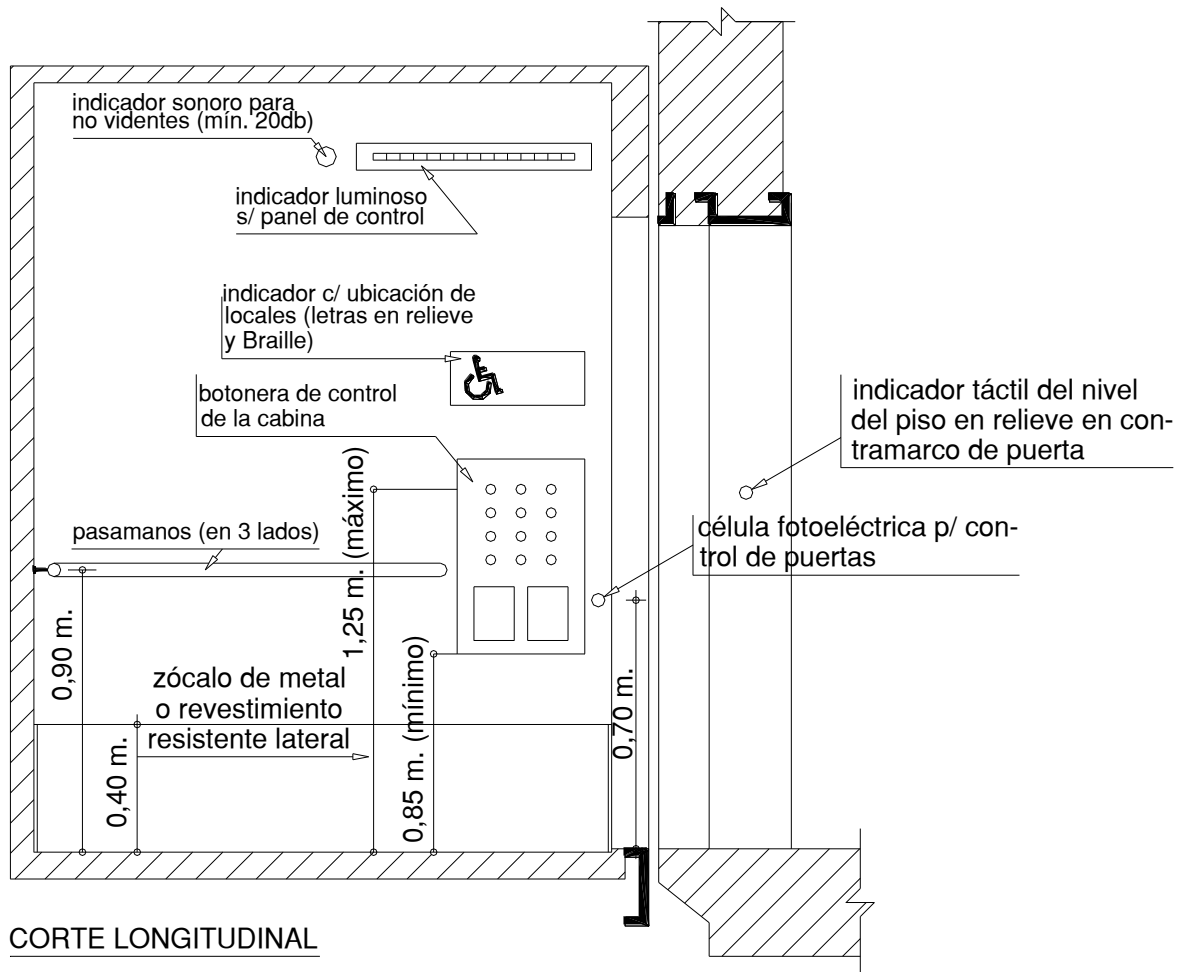 indicador sonoro para
no videntes (mín. 20db)
indicador luminoso
s/ panel de control
indicador c/ ubicación de
locales (letras en relieve
y Braille)
botonera de control
de la cabina
indicador táctil del nivel
del piso en relieve en con-
tramarco de puerta
célula fotoeléctrica p/ con-
trol de puertas
pasamanos (en 3 lados)
1,25 m. (máximo)
0,90 m.
zócalo de metal
o revestimiento
resistente lateral
0,40 m.
0,85 m. (mínimo)
0,70 m.
CORTE LONGITUDINAL